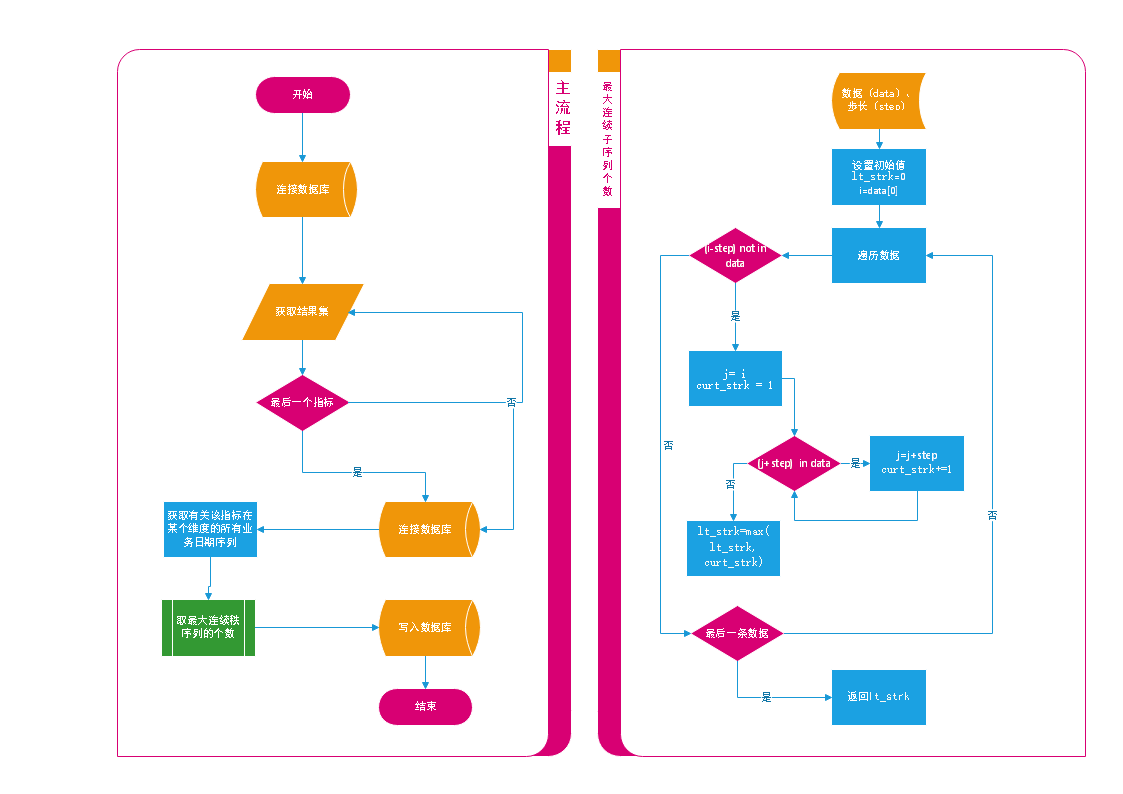 主流程
开始
连接数据库
获取结果集
最后一个指标
否
是
连接数据库
获取有关该指标在
某个维度的所有业
务日期序列
取最大连续秩
序列的个数
写入数据库
结束
最大连续子序列个数
数据（data）、
步长（step）
设置初始值
lt_strk=0
i=data[0]
遍历数据
(i-step) not in
data
是
j= i
curt_strk = 1
否
(j+step) in data
是
j=j+step
curt_strk+=1
否
lt_strk=max(
lt_strk,
curt_strk)
否
最后一条数据
是
返回lt_strk